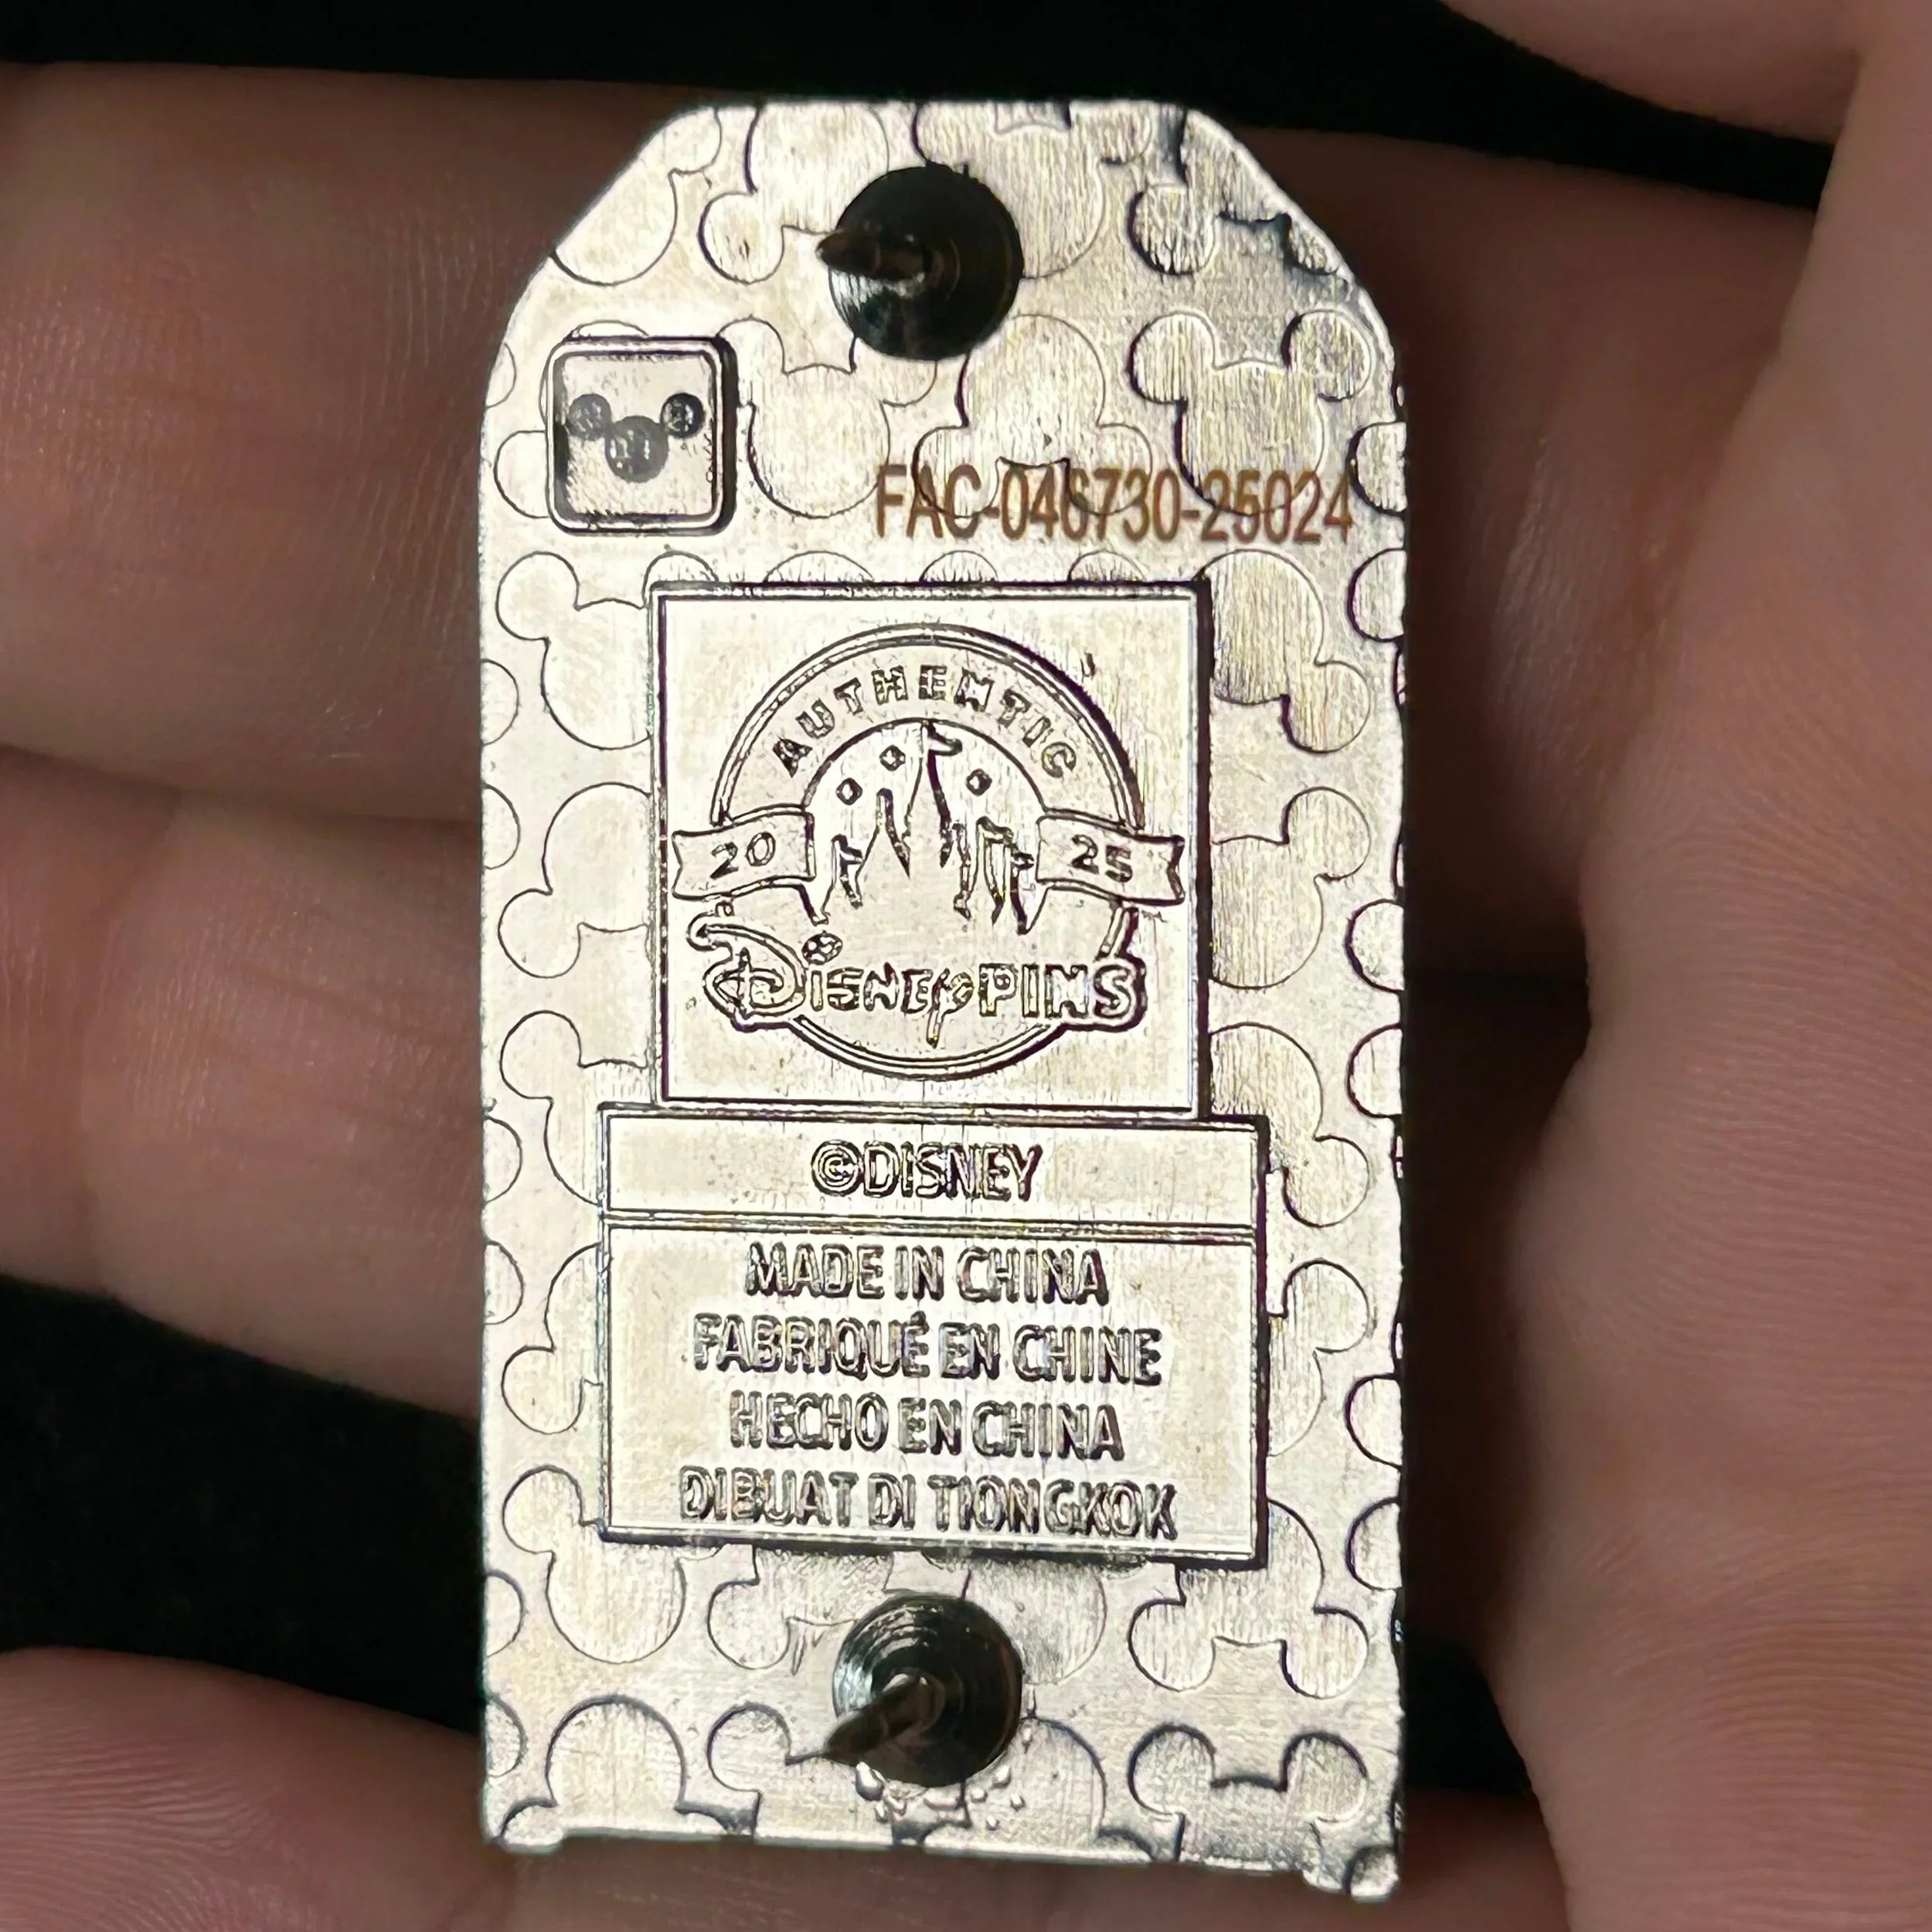 FAC-046730-25024
AUTHENTIC
20 25
Disney PINS
©DISNEY
MADE IN CHINA
FABRIQUÉ EN CHINE
HECHO EN CHINA
DIBUAT DI TIONGKOK